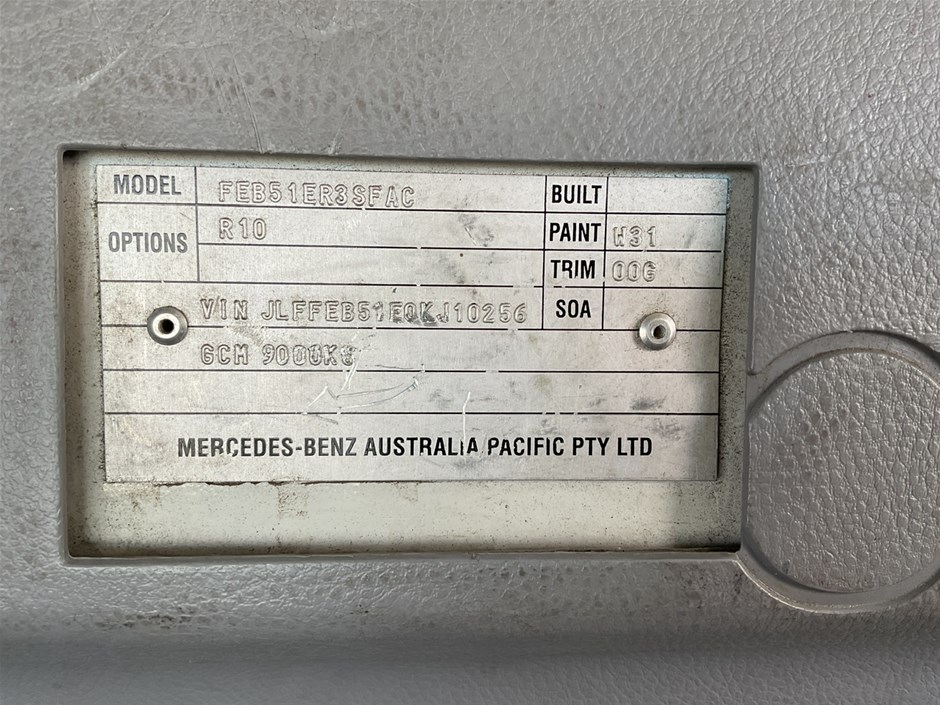 MODEL FEB51ER3SFAC BUILT
OPTIONS R10 PAINT W31
TRIM 00G
VIN JLFFEB51E0KJ10256 SOA
GCM 9000KG
MERCEDES-BENZ AUSTRALIA PACIFIC PTY LTD